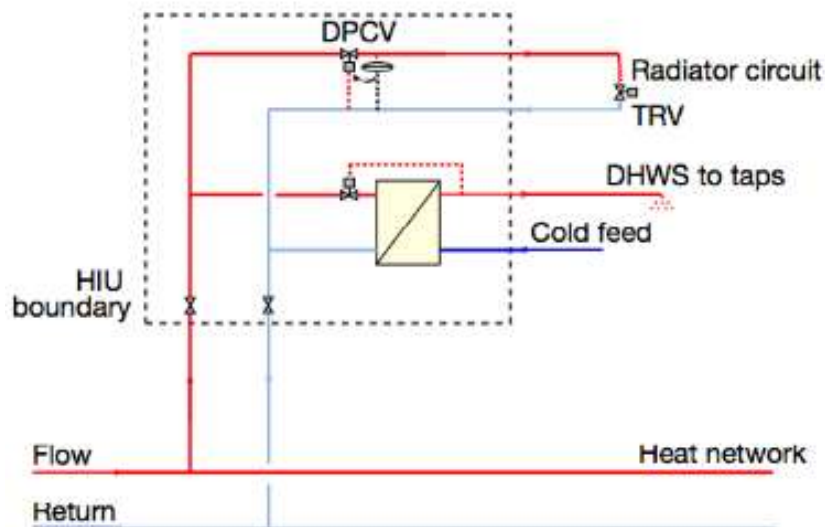 DPCV
Radiator circuit
TRV
DHWS to taps
Cold feed
HIU
boundary
Flow
Heat network
Return